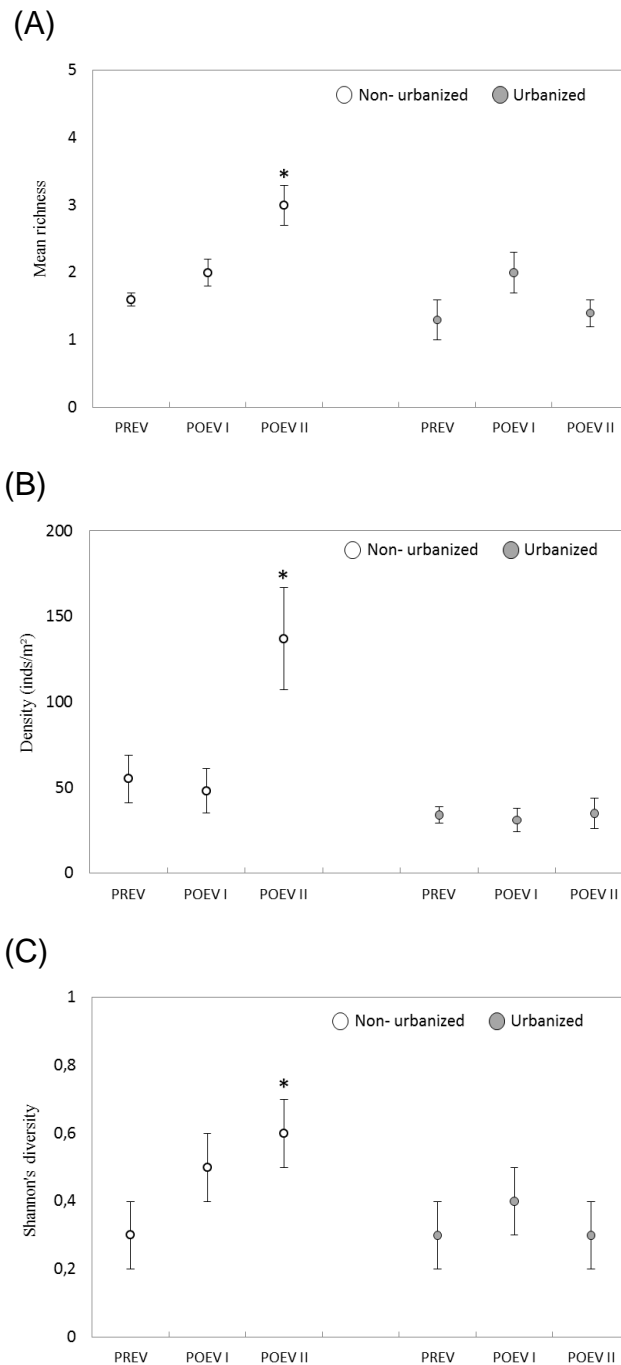 (A)
5
Non- urbanized Urbanized
4
*
Mean richness
3
2
1
0
PREV POEV I POEV II PREV POEV I POEV II
(B)
200
Non- urbanized Urbanized
*
150
Density (inds/m²)
100
50
0
PREV POEV I POEV II PREV POEV I POEV II
(C)
1
Non- urbanized Urbanized
0,8
*
Shannon's diversity
0,6
0,4
0,2
0
PREV POEV I POEV II PREV POEV I POEV II